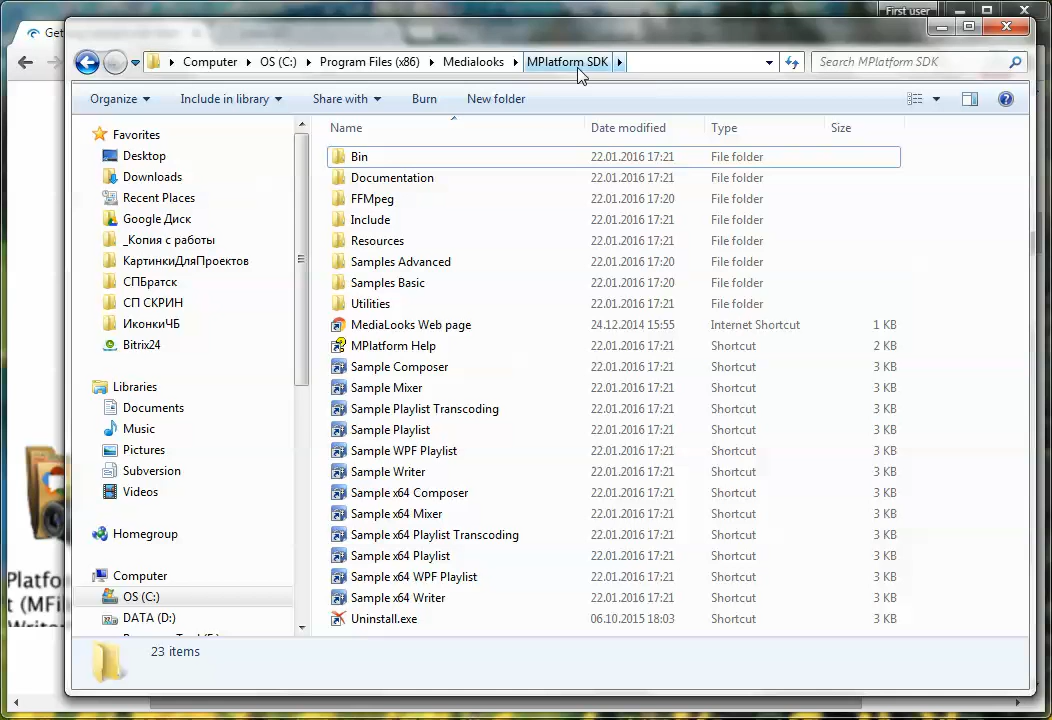 First user
Get
Computer OS (C:) Program Files (x86) Medialooks MPlatform SDK Search MPlatform SDK
Organize Include in library Share with Burn New folder
Name Date modified Type Size
Favorites
Desktop
Downloads
Recent Places
Google Диск
_Копия с работы
КартинкиДляПроектов
СПБратск
СП СКРИН
ИконкиЧБ
Bitrix24
Libraries
Documents
Music
Pictures
Subversion
Videos
Homegroup
Computer
OS (C:)
DATA (D:)
Bin 22.01.2016 17:21 File folder
Documentation 22.01.2016 17:21 File folder
FFMpeg 22.01.2016 17:20 File folder
Include 22.01.2016 17:21 File folder
Resources 22.01.2016 17:21 File folder
Samples Advanced 22.01.2016 17:20 File folder
Samples Basic 22.01.2016 17:20 File folder
Utilities 22.01.2016 17:21 File folder
MediaLooks Web page 24.12.2014 15:55 Internet Shortcut 1 KB
MPlatform Help 22.01.2016 17:21 Shortcut 2 KB
Sample Composer 22.01.2016 17:21 Shortcut 3 KB
Sample Mixer 22.01.2016 17:21 Shortcut 3 KB
Sample Playlist Transcoding 22.01.2016 17:21 Shortcut 3 KB
Sample Playlist 22.01.2016 17:21 Shortcut 3 KB
Sample WPF Playlist 22.01.2016 17:21 Shortcut 3 KB
Sample Writer 22.01.2016 17:21 Shortcut 3 KB
Sample x64 Composer 22.01.2016 17:21 Shortcut 3 KB
Sample x64 Mixer 22.01.2016 17:21 Shortcut 3 KB
Sample x64 Playlist Transcoding 22.01.2016 17:21 Shortcut 3 KB
Sample x64 Playlist 22.01.2016 17:21 Shortcut 3 KB
Sample x64 WPF Playlist 22.01.2016 17:21 Shortcut 3 KB
Sample x64 Writer 22.01.2016 17:21 Shortcut 3 KB
Uninstall.exe 06.10.2015 18:03 Shortcut 3 KB
Platfo
t (MFi
23 items